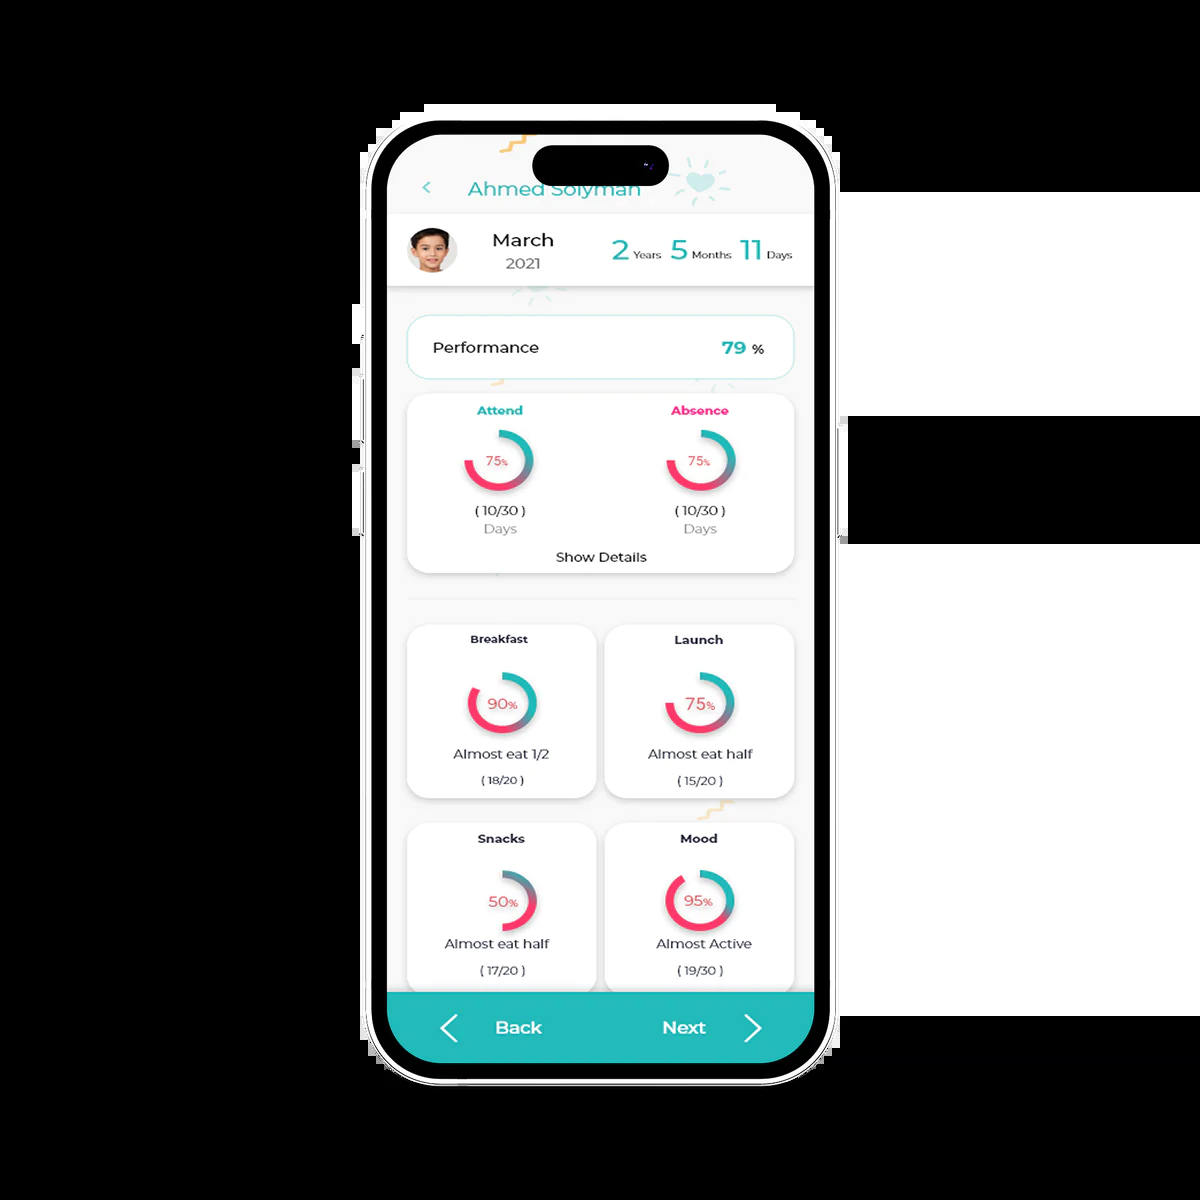 Ahmed Solyman
March
2021
2 Years 5 Months 11 Days
Performance 79 %
Attend Absence
75% 75%
( 10/30 ) ( 10/30 )
Days Days
Show Details
Breakfast Launch
90% 75%
Almost eat 1/2 Almost eat half
( 18/20 ) ( 15/20 )
Snacks Mood
50% 95%
Almost eat half Almost Active
( 17/20 ) ( 19/30 )
Back Next